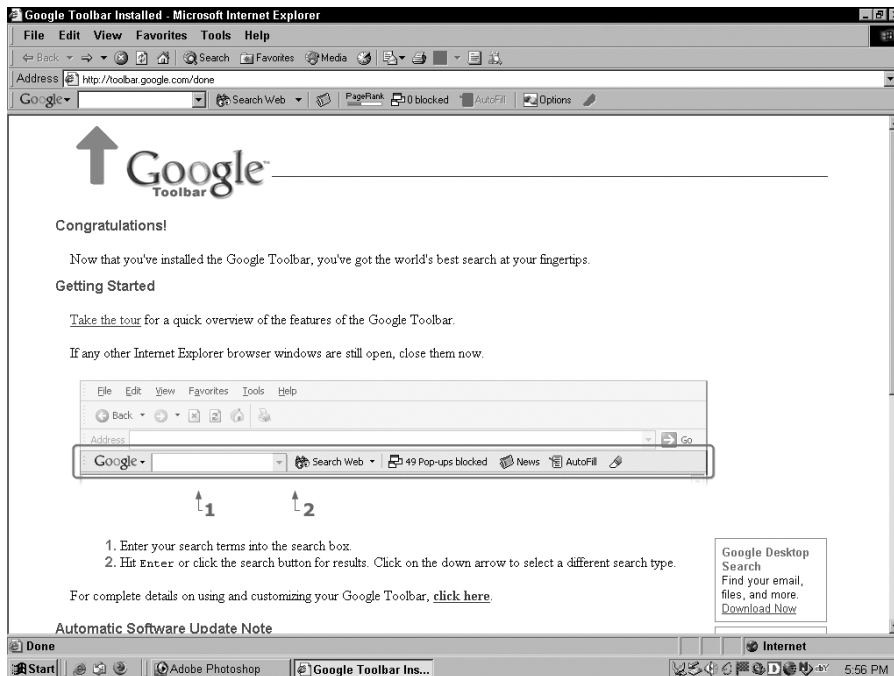 Google Toolbar Installed - Microsoft Internet Explorer
File Edit View Favorites Tools Help
Back Search Favorites Media
Address http://toolbar.google.com/done
Google Search Web PageRank 0 blocked AutoFill Options
Google™
Toolbar
Congratulations!
Now that you've installed the Google Toolbar, you've got the world's best search at your fingertips.
Getting Started
Take the tour for a quick overview of the features of the Google Toolbar.
If any other Internet Explorer browser windows are still open, close them now.
File Edit View Favorites Tools Help
Back
Address Go
Google Search Web 49 Pop-ups blocked News AutoFill
1 2
1. Enter your search terms into the search box.
2. Hit Enter or click the search button for results. Click on the down arrow to select a different search type.
For complete details on using and customizing your Google Toolbar, click here.
Google Desktop
Search
Find your email,
files, and more.
Download Now
Automatic Software Update Note
Done Internet
Start Adobe Photoshop Google Toolbar Ins... 5:56 PM